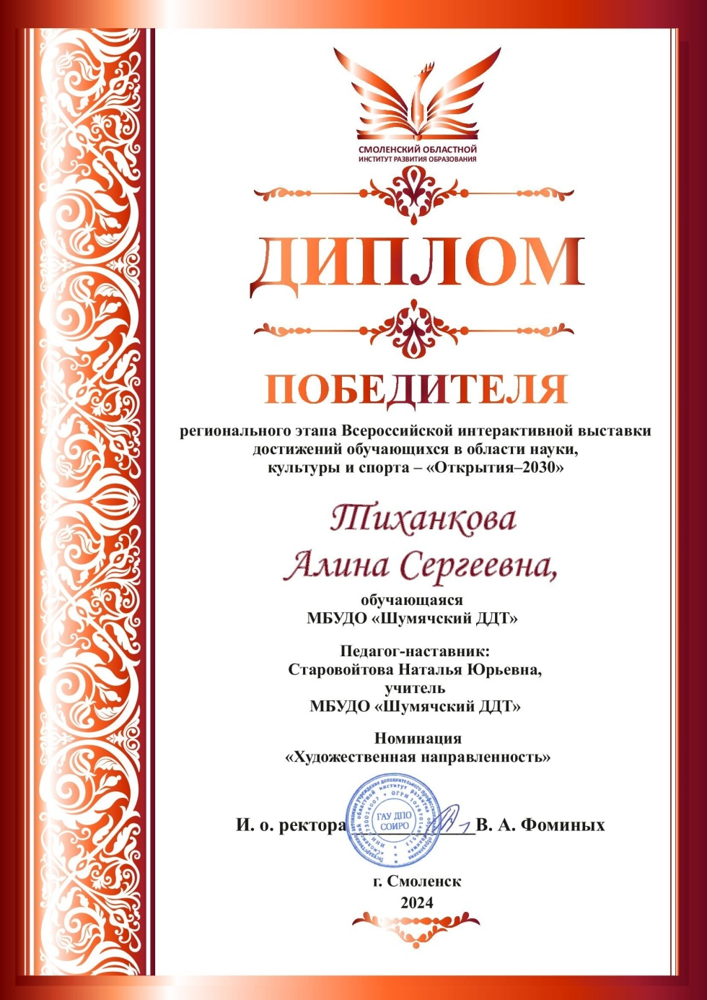 СМОЛЕНСКИЙ ОБЛАСТНОЙ
ИНСТИТУТ РАЗВИТИЯ ОБРАЗОВАНИЯ
ДИПЛОМ
ПОБЕДИТЕЛЯ
регионального этапа Всероссийской интерактивной выставки
достижений обучающихся в области науки,
культуры и спорта – «Открытия–2030»
Тиханкова
Алина Сергеевна,
обучающаяся
МБУДО «Шумячский ДДТ»
Педагог-наставник:
Старовойтова Наталья Юрьевна,
учитель
МБУДО «Шумячский ДДТ»
Номинация
«Художественная направленность»
И. о. ректора В. А. Фоминых
ГАУ ДПО
СОИРО
г. Смоленск
2024